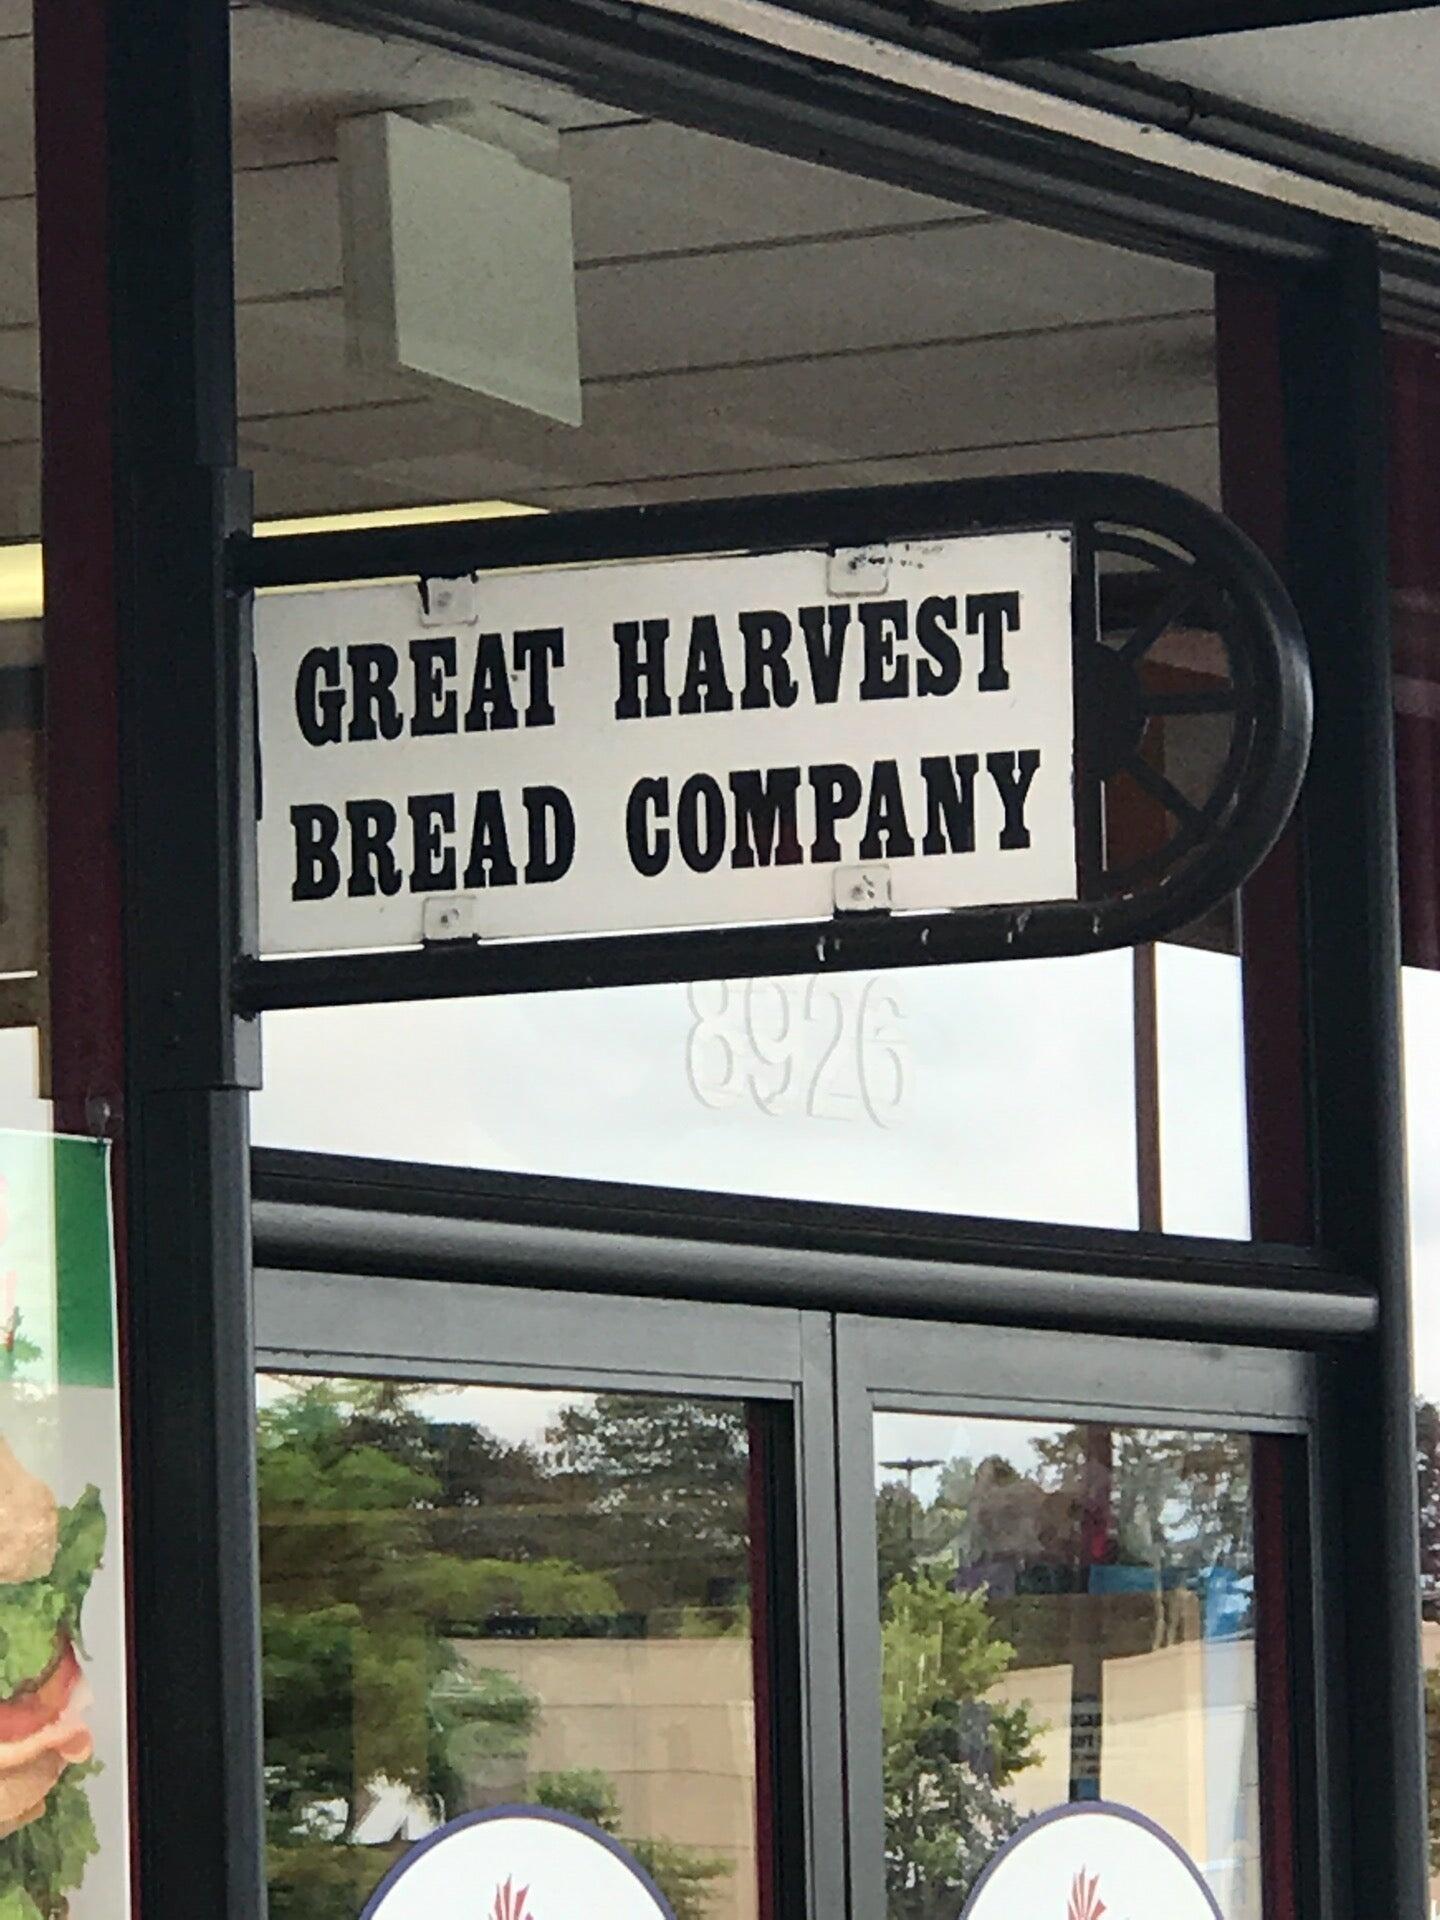 GREAT HARVEST
BREAD COMPANY
8926